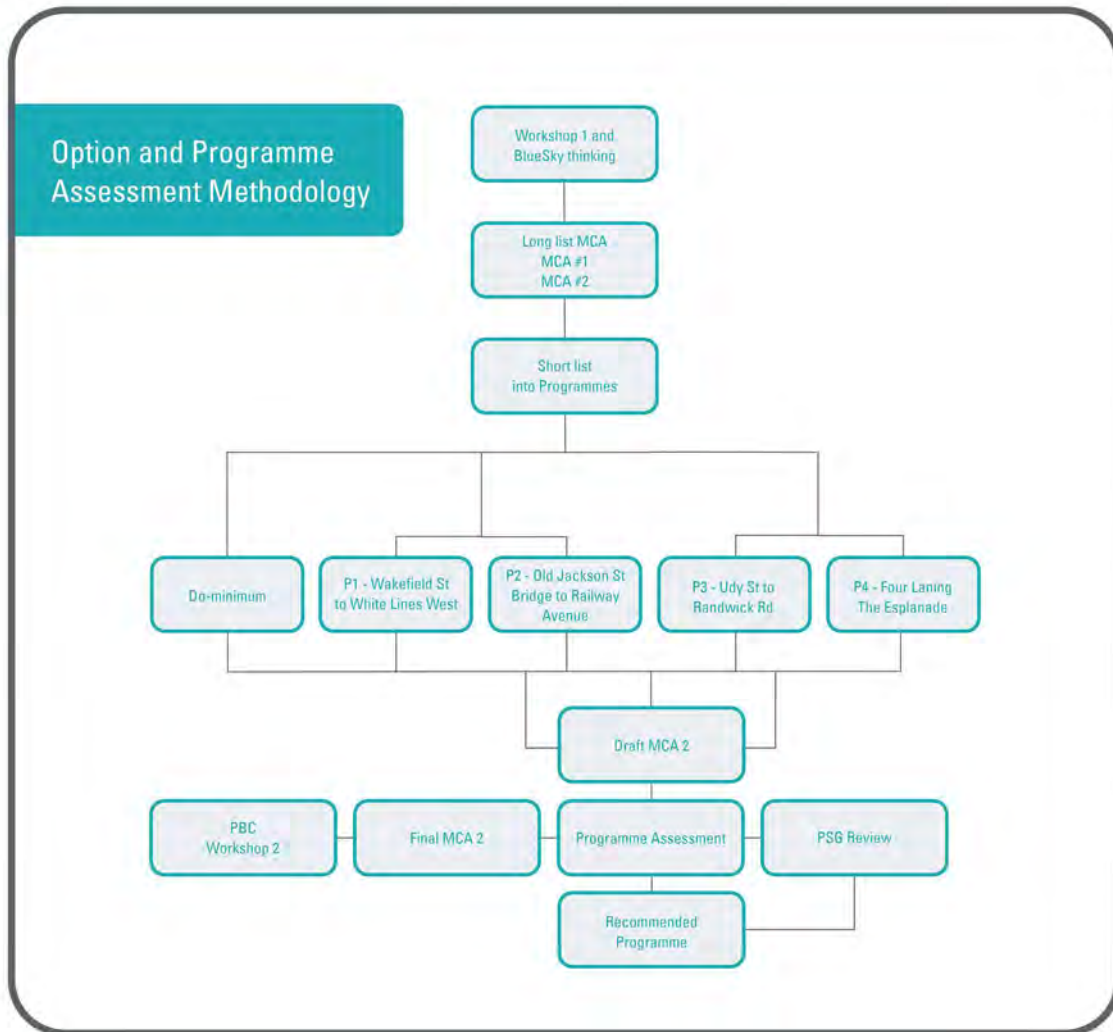 Option and Programme
Assessment Methodology
Workshop 1 and
BlueSky thinking
Long list MCA
MCA #1
MCA #2
Short list
into Programmes
Do-minimum
P1 - Wakefield St
to White Lines West
P2 - Old Jackson St
Bridge to Railway
Avenue
P3 - Udy St to
Randwick Rd
P4 - Four Laning
The Esplanade
Draft MCA 2
PBC
Workshop 2
Final MCA 2
Programme Assessment
PSG Review
Recommended
Programme